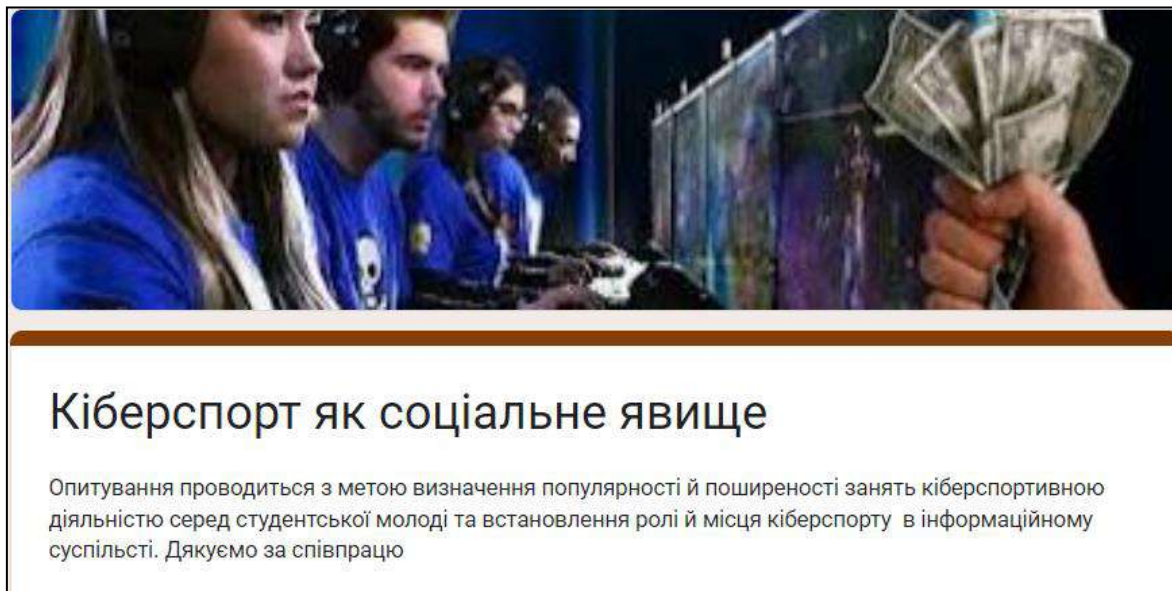 Кіберспорт як соціальне явище
Опитування проводиться з метою визначення популярності й поширеності занять кіберспортивною
діяльністю серед студентської молоді та встановлення ролі й місця кіберспорту в інформаційному
суспільсті. Дякуємо за співпрацю